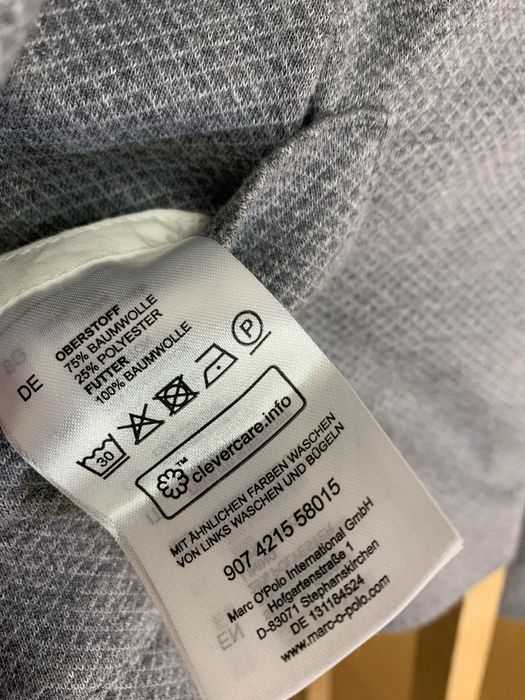 DE
OBERSTOFF
75% BAUMWOLLE
25% POLYESTER
FUTTER
100% BAUMWOLLE
30
P
clevercare.info
MIT ÄHNLICHEN FARBEN WASCHEN
VON LINKS WASCHEN UND BÜGELN
907 4215 58015
Marc O'Polo International GmbH
Hofgartenstraße 1
D-83071 Stephanskirchen
DE 131184524
www.marc-o-polo.com